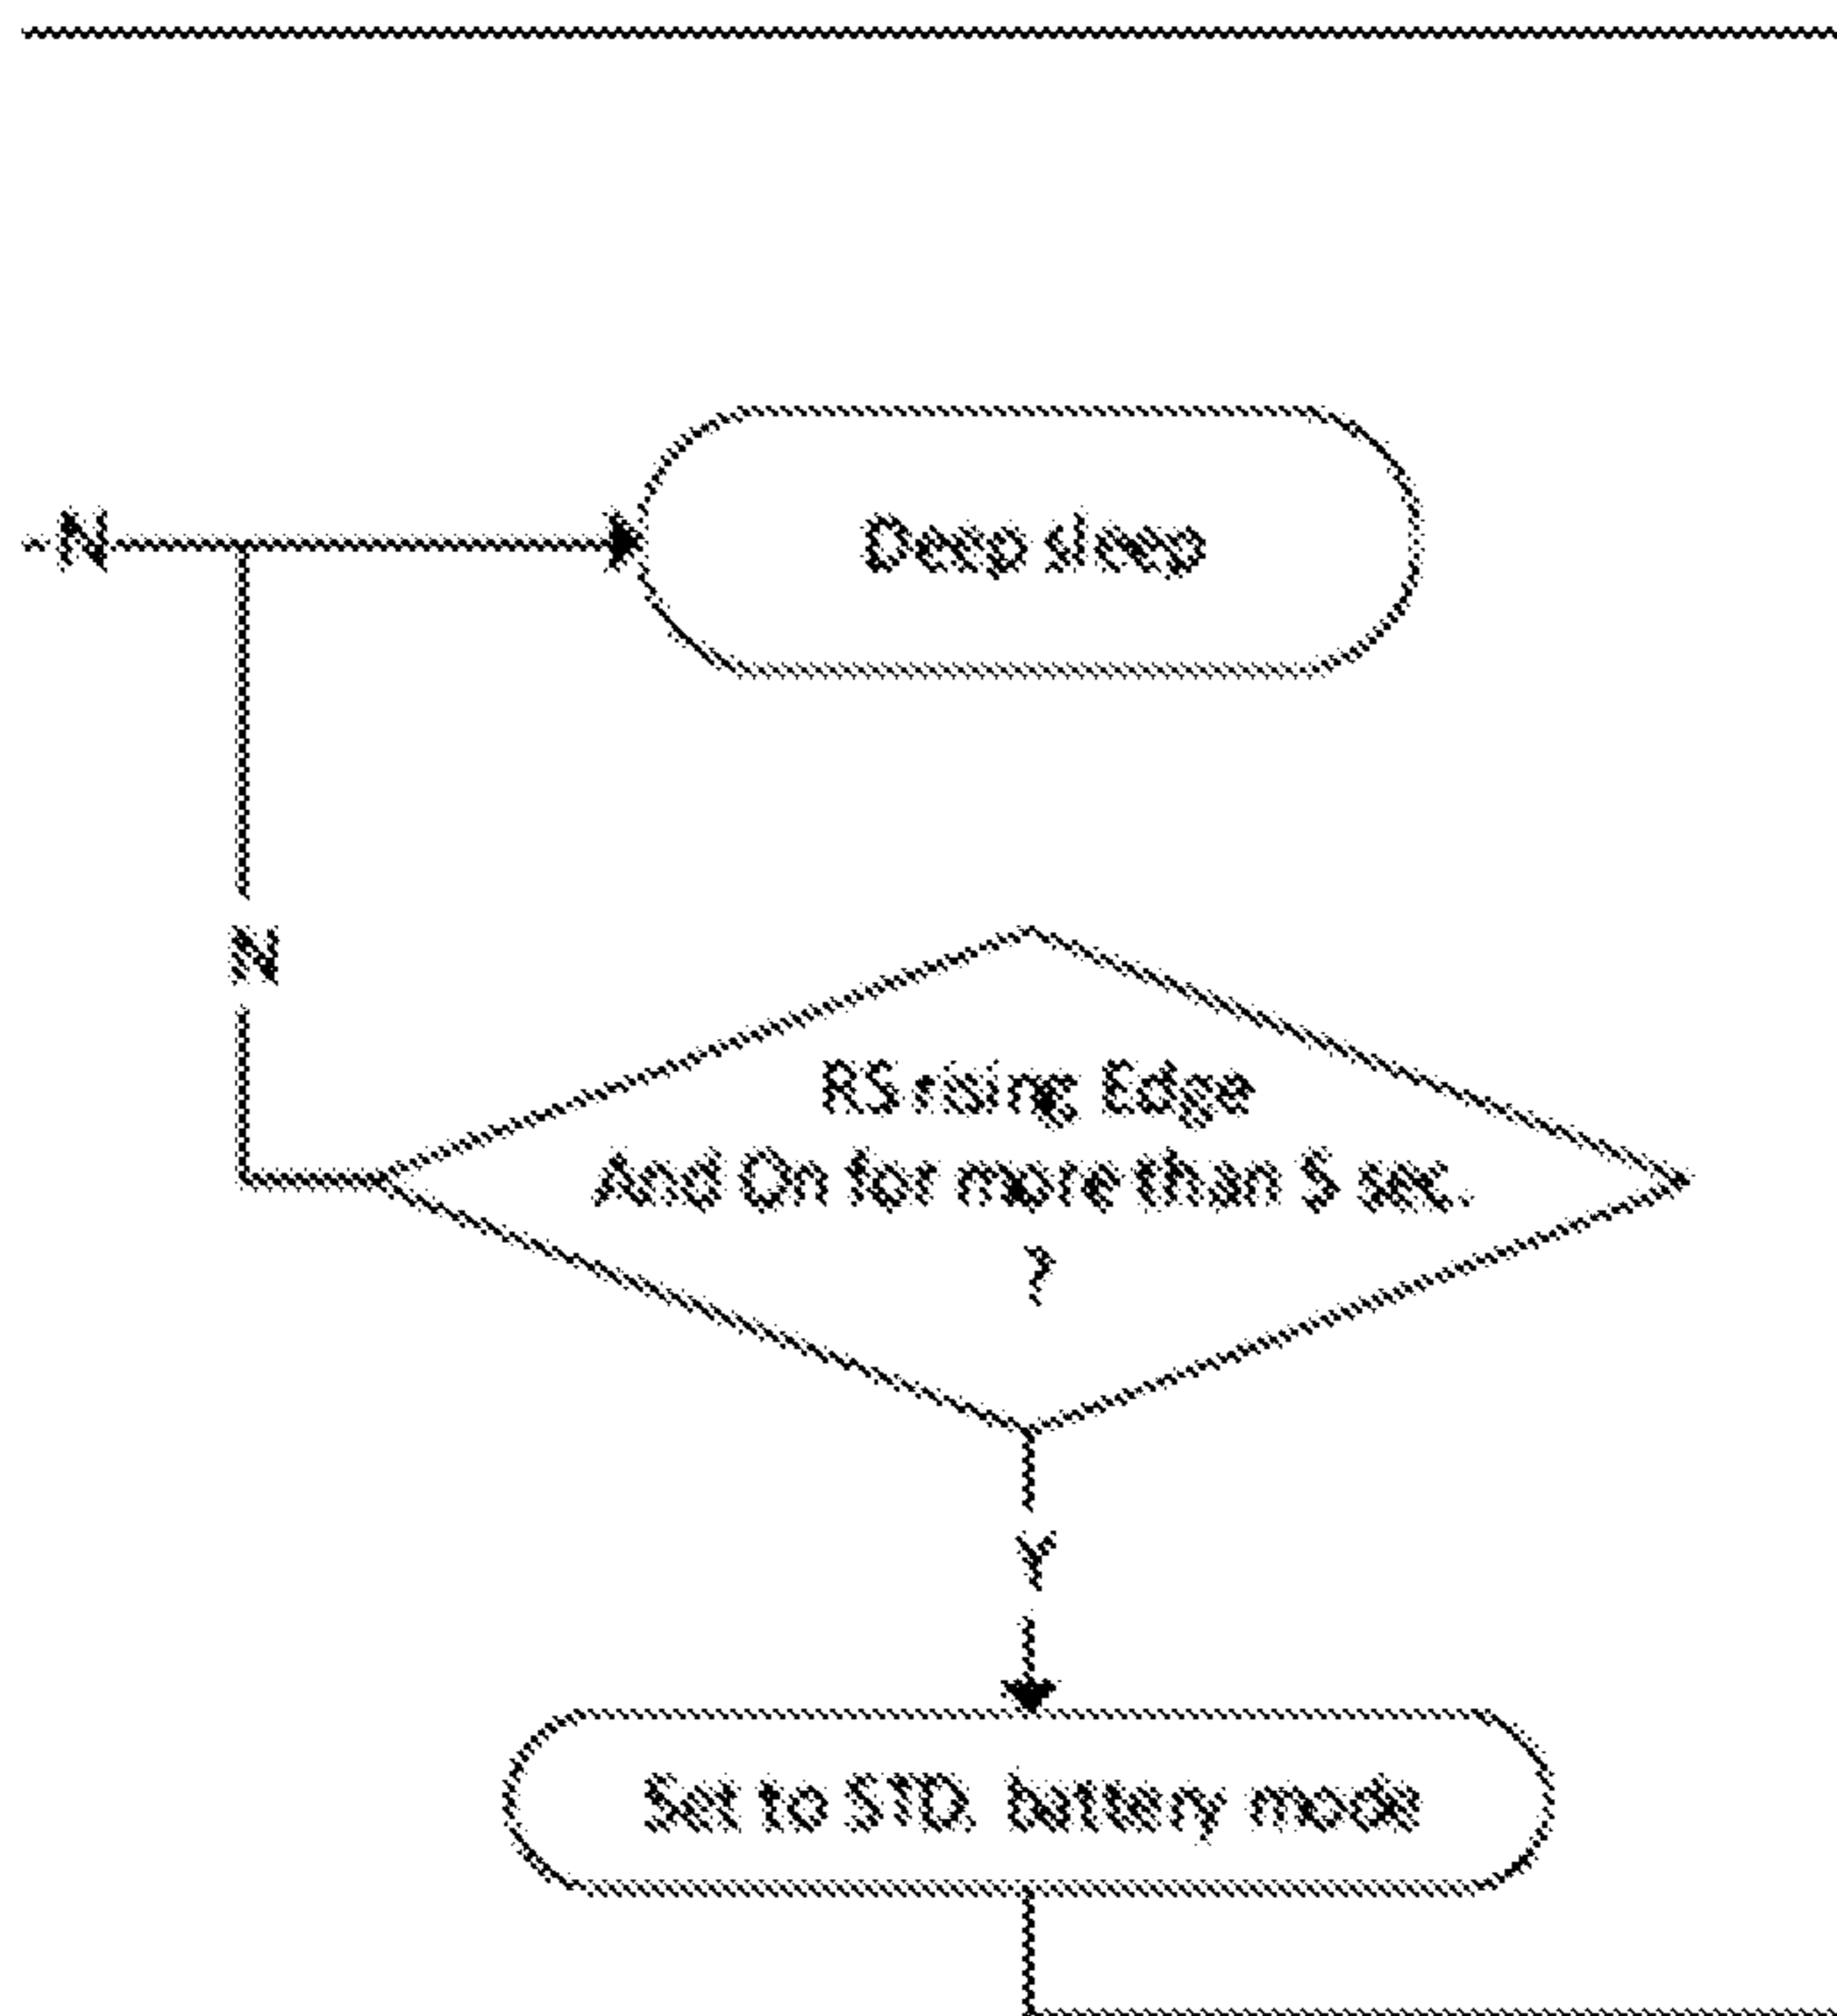 N
Deep sleep
N
RS rising Edge
And On for more than 5 sec.
?
Y
Set to STD. battery mode